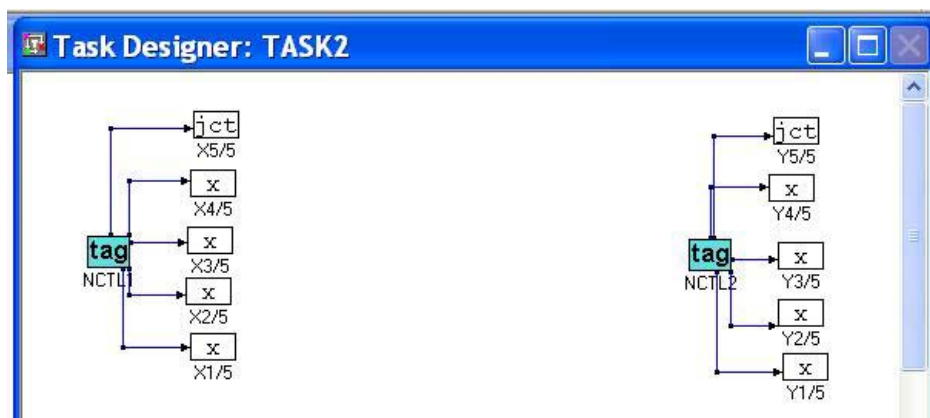 Task Designer: TASK2
jct
X5/5
x
X4/5
tag
NCTL1
x
X3/5
x
X2/5
x
X1/5
jct
Y5/5
x
Y4/5
tag
NCTL2
x
Y3/5
x
Y2/5
x
Y1/5